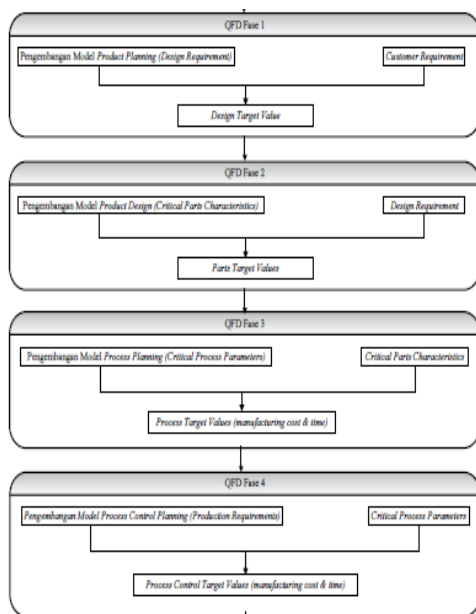 QFD Fase 1
Pengembangan Model Product Planning (Design Requirement)
Customer Requirement
Design Target Value
QFD Fase 2
Pengembangan Model Product Design (Critical Parts Characteristics)
Design Requirement
Parts Target Values
QFD Fase 3
Pengembangan Model Process Planning (Critical Process Parameters)
Critical Parts Characteristics
Process Target Values (manufacturing cost & time)
QFD Fase 4
Pengembangan Model Process Control Planning (Production Requirements)
Critical Process Parameters
Process Control Target Values (manufacturing cost & time)